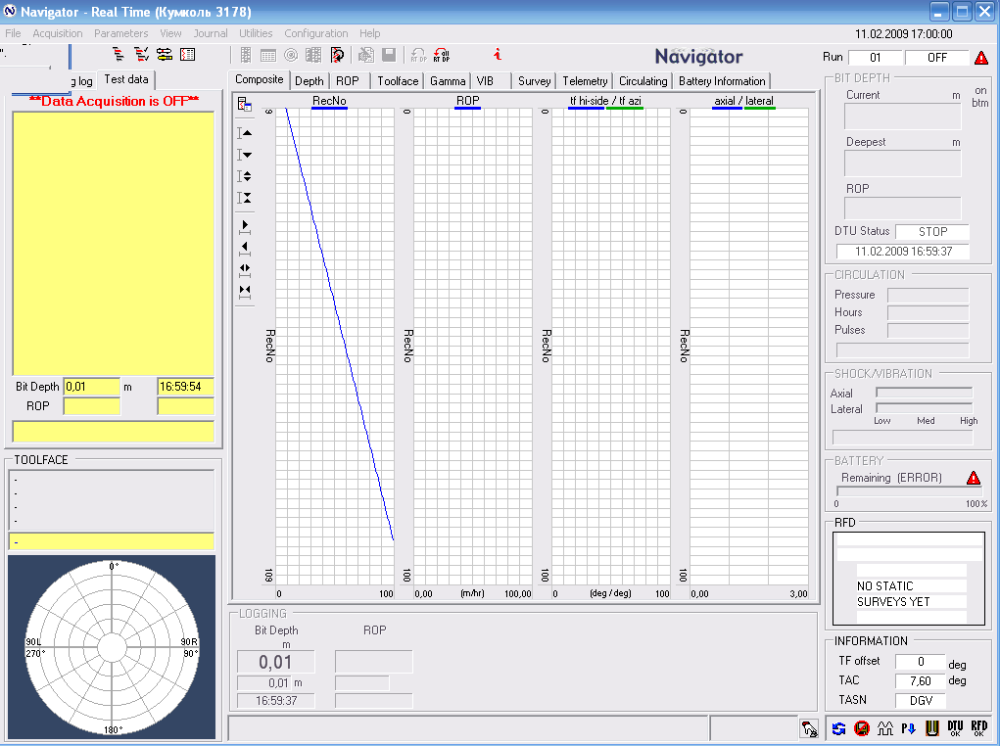 Navigator - Real Time (Кумколь 3178)
File Acquisition Parameters View Journal Utilities Configuration Help
11.02.2009 17:00:00
RT DP all RT DP
Navigator
Run 01 OFF
g log Test data
Composite Depth ROP Toolface Gamma VIB Survey Telemetry Circulating Battery Information
**Data Acquisition is OFF**
Bit Depth 0,01 m 16:59:54
ROP
TOOLFACE
-
-
-
-
-
0°
90L 90R
270° 90°
180°
RecNo ROP tf hi-side / tf azi axial / lateral
9 0 0 0
RecNo RecNo RecNo RecNo
109 100 100 100
0 100 0,00 (m/hr) 100,00 0 (deg / deg) 100 0,00 3,00
LOGGING
Bit Depth ROP
m
0,01
0,01 m
16:59:37
BIT DEPTH
Current m on
btm
Deepest m
ROP
DTU Status STOP
11.02.2009 16:59:37
CIRCULATION
Pressure
Hours
Pulses
SHOCK/VIBRATION
Axial
Lateral
Low Med High
BATTERY
Remaining (ERROR)
0 100%
RFD
NO STATIC
SURVEYS YET
INFORMATION
TF offset 0 deg
TAC 7,60 deg
TASN DGV
P DTU OK RFD OK